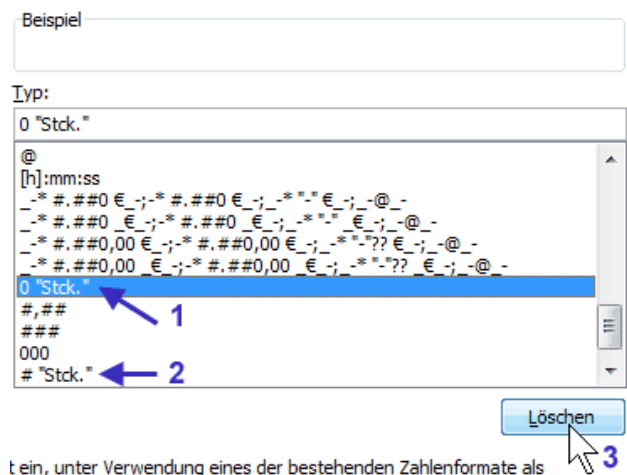 Beispiel
Typ:
0 "Stck."
@
[h]:mm:ss
_-* #.##0 €_-;-* #.##0 €_-;_-* "-" €_-;_-@_-
_-* #.##0 _€_-;-* #.##0 _€_-;_-* "-" _€_-;_-@_-
_-* #.##0,00 €_-;-* #.##0,00 €_-;_-* "-"?? €_-;_-@_-
_-* #.##0,00 _€_-;-* #.##0,00 _€_-;_-* "-"?? _€_-;_-@_-
0 "Stck."
1
#,##
###
000
# "Stck."
2
Löschen
3
t ein, unter Verwendung eines der bestehenden Zahlenformate als